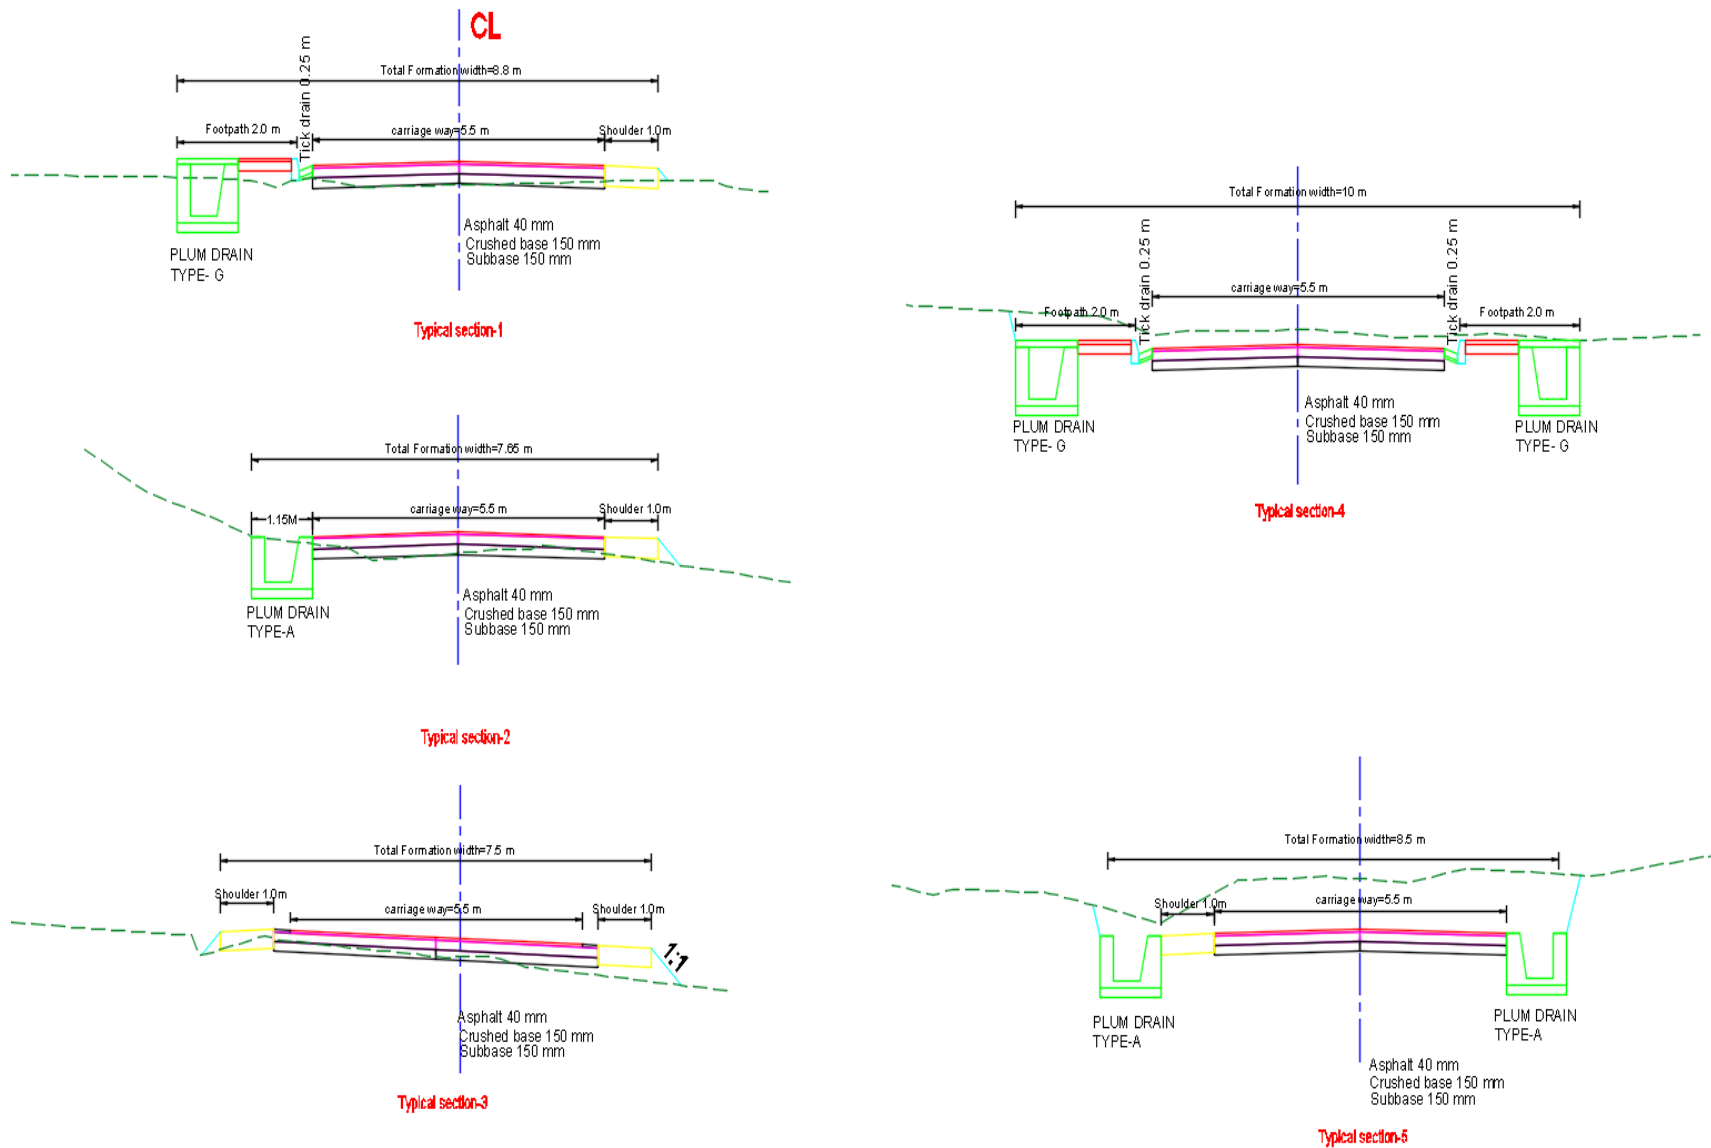 CL
Total Formation width=8.8 m
Tick drain 0.25 m
Footpath 2.0 m
carriage way=5.5 m
Shoulder 1.0m
Asphalt 40 mm
Crushed base 150 mm
Subbase 150 mm
PLUM DRAIN
TYPE- G
Typical section-1
Total Formation width=7.65 m
1.15M
carriage way=5.5 m
Shoulder 1.0m
Asphalt 40 mm
Crushed base 150 mm
Subbase 150 mm
PLUM DRAIN
TYPE-A
Typical section-2
Total Formation width=7.5 m
Shoulder 1.0m
carriage way=5.5 m
Shoulder 1.0m
1:1
Asphalt 40 mm
Crushed base 150 mm
Subbase 150 mm
Typical section-3
Total Formation width=10 m
Tick drain 0.25 m
Tick drain 0.25 m
carriage way=5.5 m
Footpath 2.0 m
Footpath 2.0 m
Asphalt 40 mm
Crushed base 150 mm
Subbase 150 mm
PLUM DRAIN
TYPE- G
PLUM DRAIN
TYPE- G
Typical section-4
Total Formation width=8.5 m
Shoulder 1.0m
carriage way=5.5 m
PLUM DRAIN
TYPE-A
PLUM DRAIN
TYPE-A
Asphalt 40 mm
Crushed base 150 mm
Subbase 150 mm
Typical section-5